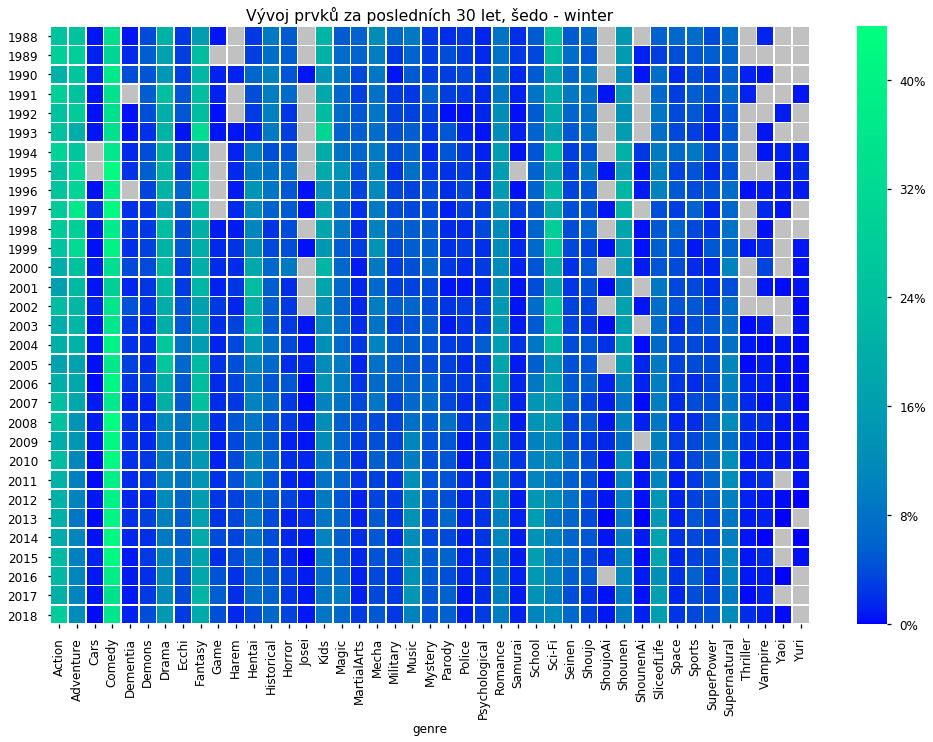 Vývoj prvků za posledních 30 let, šedo - winter
1988
1989
1990
1991
1992
1993
1994
1995
1996
1997
1998
1999
2000
2001
2002
2003
2004
2005
2006
2007
2008
2009
2010
2011
2012
2013
2014
2015
2016
2017
2018
Action
Adventure
Cars
Comedy
Dementia
Demons
Drama
Ecchi
Fantasy
Game
Harem
Hentai
Historical
Horror
Josei
Kids
Magic
MartialArts
Mecha
Military
Music
Mystery
Parody
Police
Psychological
Romance
Samurai
School
Sci-Fi
Seinen
Shoujo
ShoujoAi
Shounen
ShounenAi
SliceofLife
Space
Sports
SuperPower
Supernatural
Thriller
Vampire
Yaoi
Yuri
genre
40%
32%
24%
16%
8%
0%